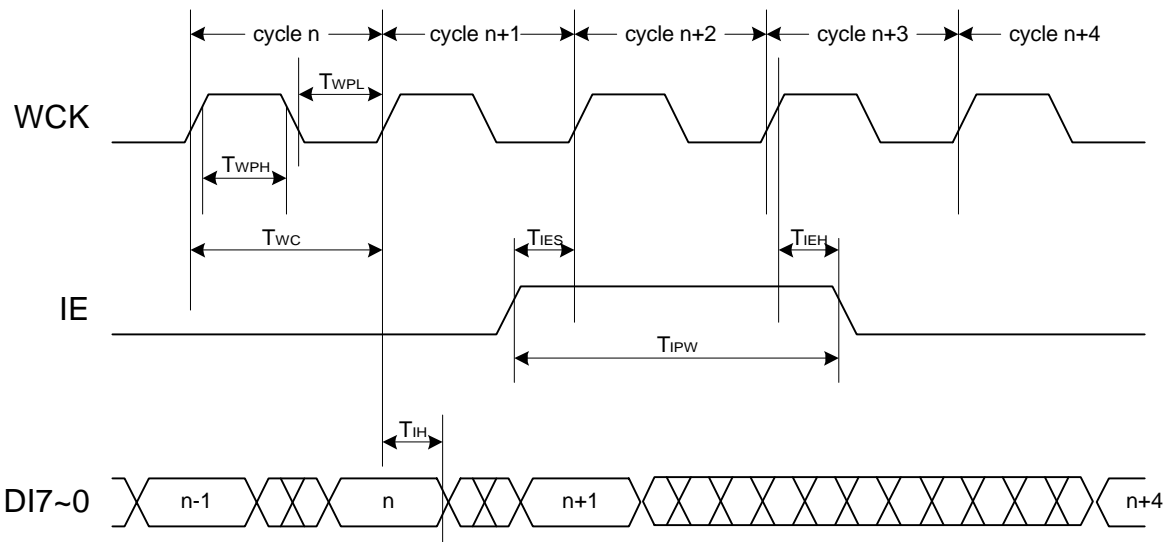 cycle n cycle n+1 cycle n+2 cycle n+3 cycle n+4
TWPL
WCK
TWPH
TWC TIES TIEH
IE
TIPW
TIH
DI7~0 n-1 n n+1 n+4